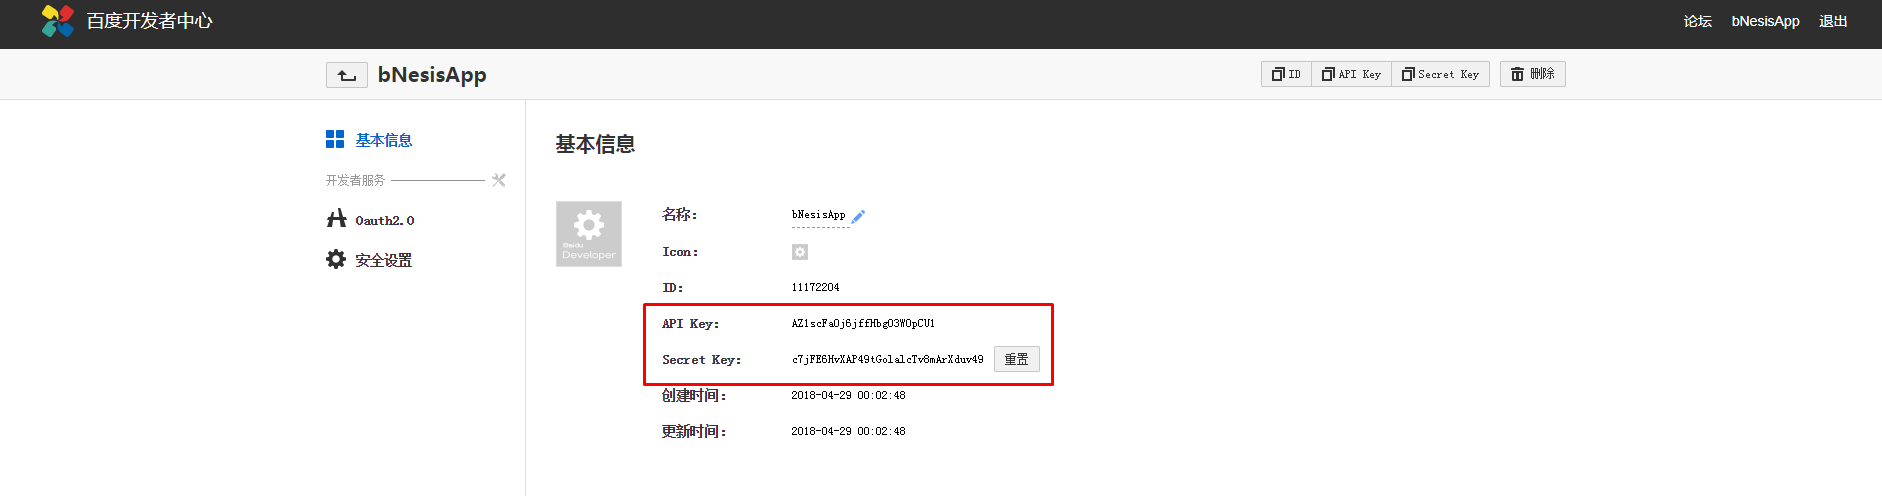 百度开发者中心 论坛 bNesisApp 退出
bNesisApp ID API Key Secret Key 删除
基本信息
开发者服务
Oauth2.0
安全设置
基本信息
Baidu
Developer
名称： bNesisApp
Icon：
ID： 11172204
API Key： AZ1scFaOj6jffHbgO3WOpCU1
Secret Key： c7jFE6HvXAP49tGolalcTv8mArXduv49 重置
创建时间： 2018-04-29 00:02:48
更新时间： 2018-04-29 00:02:48